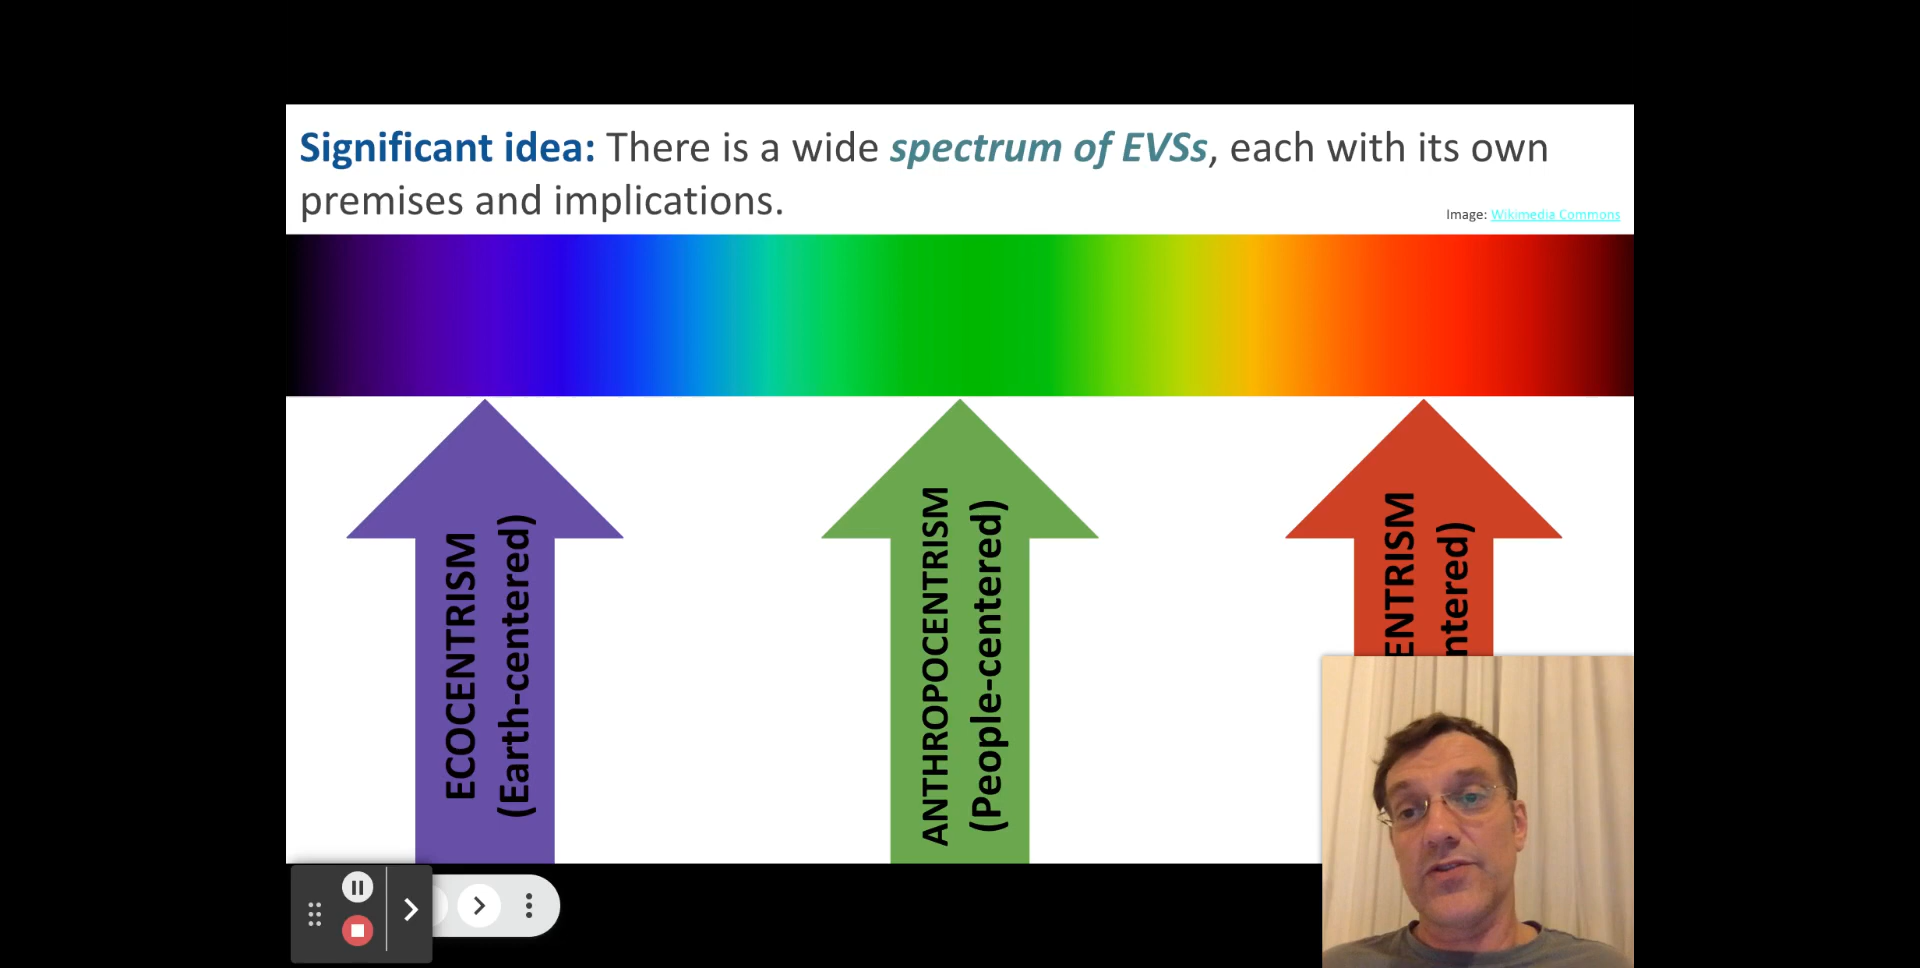 Significant idea: There is a wide spectrum of EVSs, each with its own
premises and implications.
Image: Wikimedia Commons
ECOCENTRISM
(Earth-centered)
ANTHROPOCENTRISM
(People-centered)
ENTRISM
ntered)